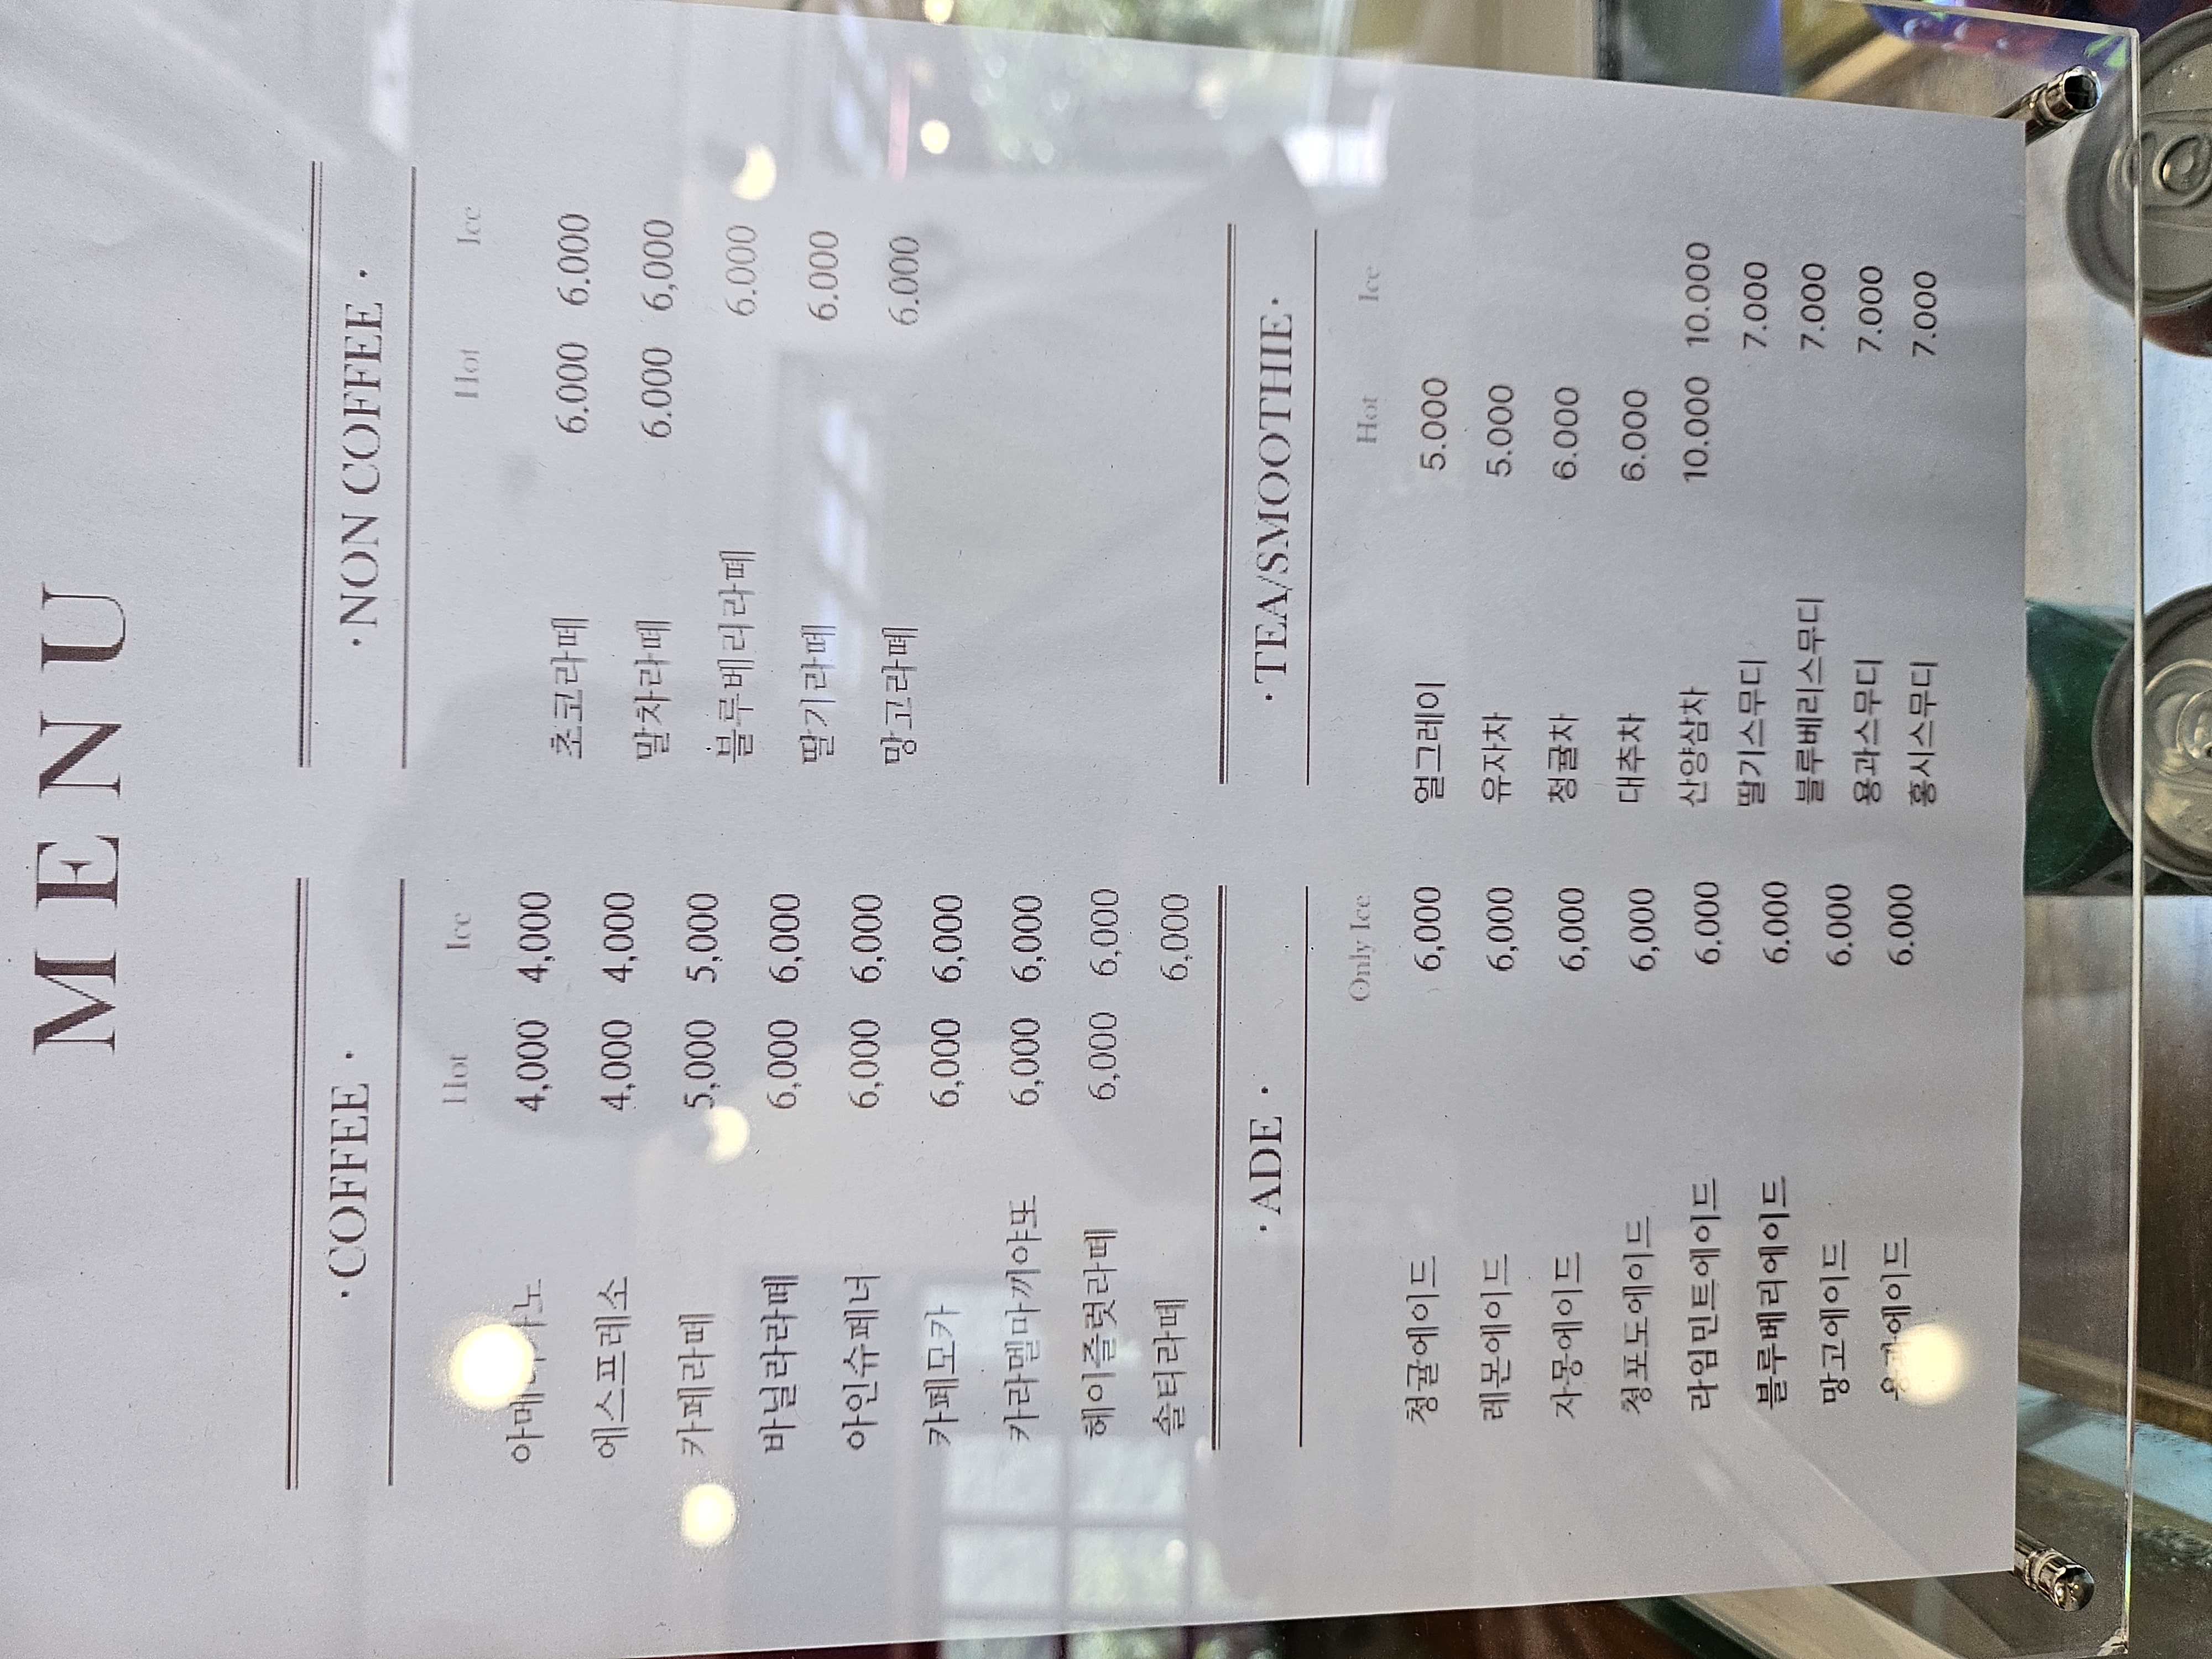 MENU
· COFFEE ·
Hot Ice
아메리카노 4,000 4,000
에스프레소 4,000 4,000
카페라떼 5,000 5,000
바닐라라떼 6,000 6,000
아인슈페너 6,000 6,000
카페모카 6,000 6,000
카라멜마끼야또 6,000 6,000
헤이즐럿라떼 6,000 6,000
솔티라떼 6,000
· NON COFFEE ·
Hot Ice
초코라떼 6.000 6.000
말차라떼 6.000 6,000
블루베리라떼 6.000
딸기라떼 6.000
망고라떼 6.000
· ADE ·
Only Ice
청귤에이드 6,000
레몬에이드 6,000
자몽에이드 6,000
청포도에이드 6,000
라임민트에이드 6.000
블루베리에이드 6.000
망고에이드 6.000
용과에이드 6.000
· TEA/SMOOTHIE ·
Hot Ice
얼그레이 5.000
유자차 5.000
청귤차 6.000
대추차 6.000
산양삼차 10.000 10.000
딸기스무디 7.000
블루베리스무디 7.000
용과스무디 7.000
홍시스무디 7.000